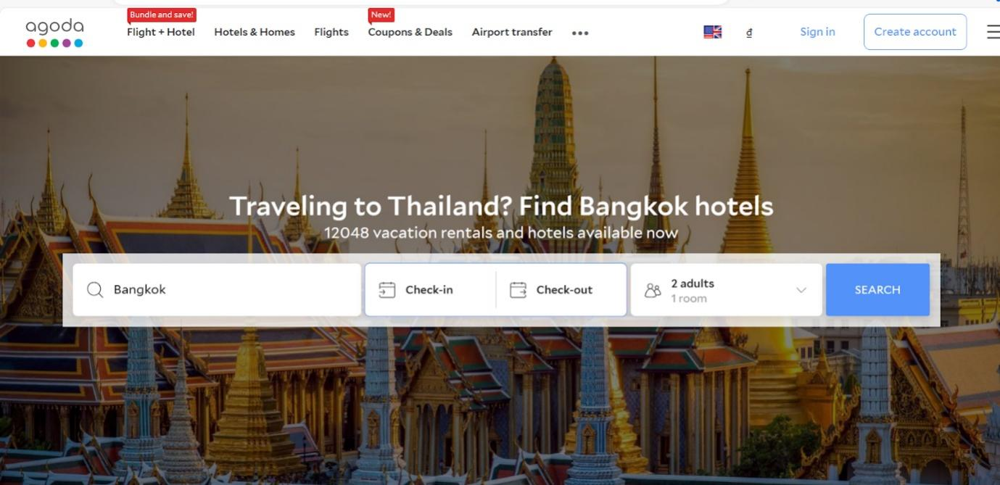 Bundle and save!
New!
agoda
Flight + Hotel
Hotels & Homes
Flights
Coupons & Deals
Airport transfer
•••
₫
Sign in
Create account
Traveling to Thailand? Find Bangkok hotels
12048 vacation rentals and hotels available now
Bangkok
Check-in
Check-out
2 adults
1 room
SEARCH